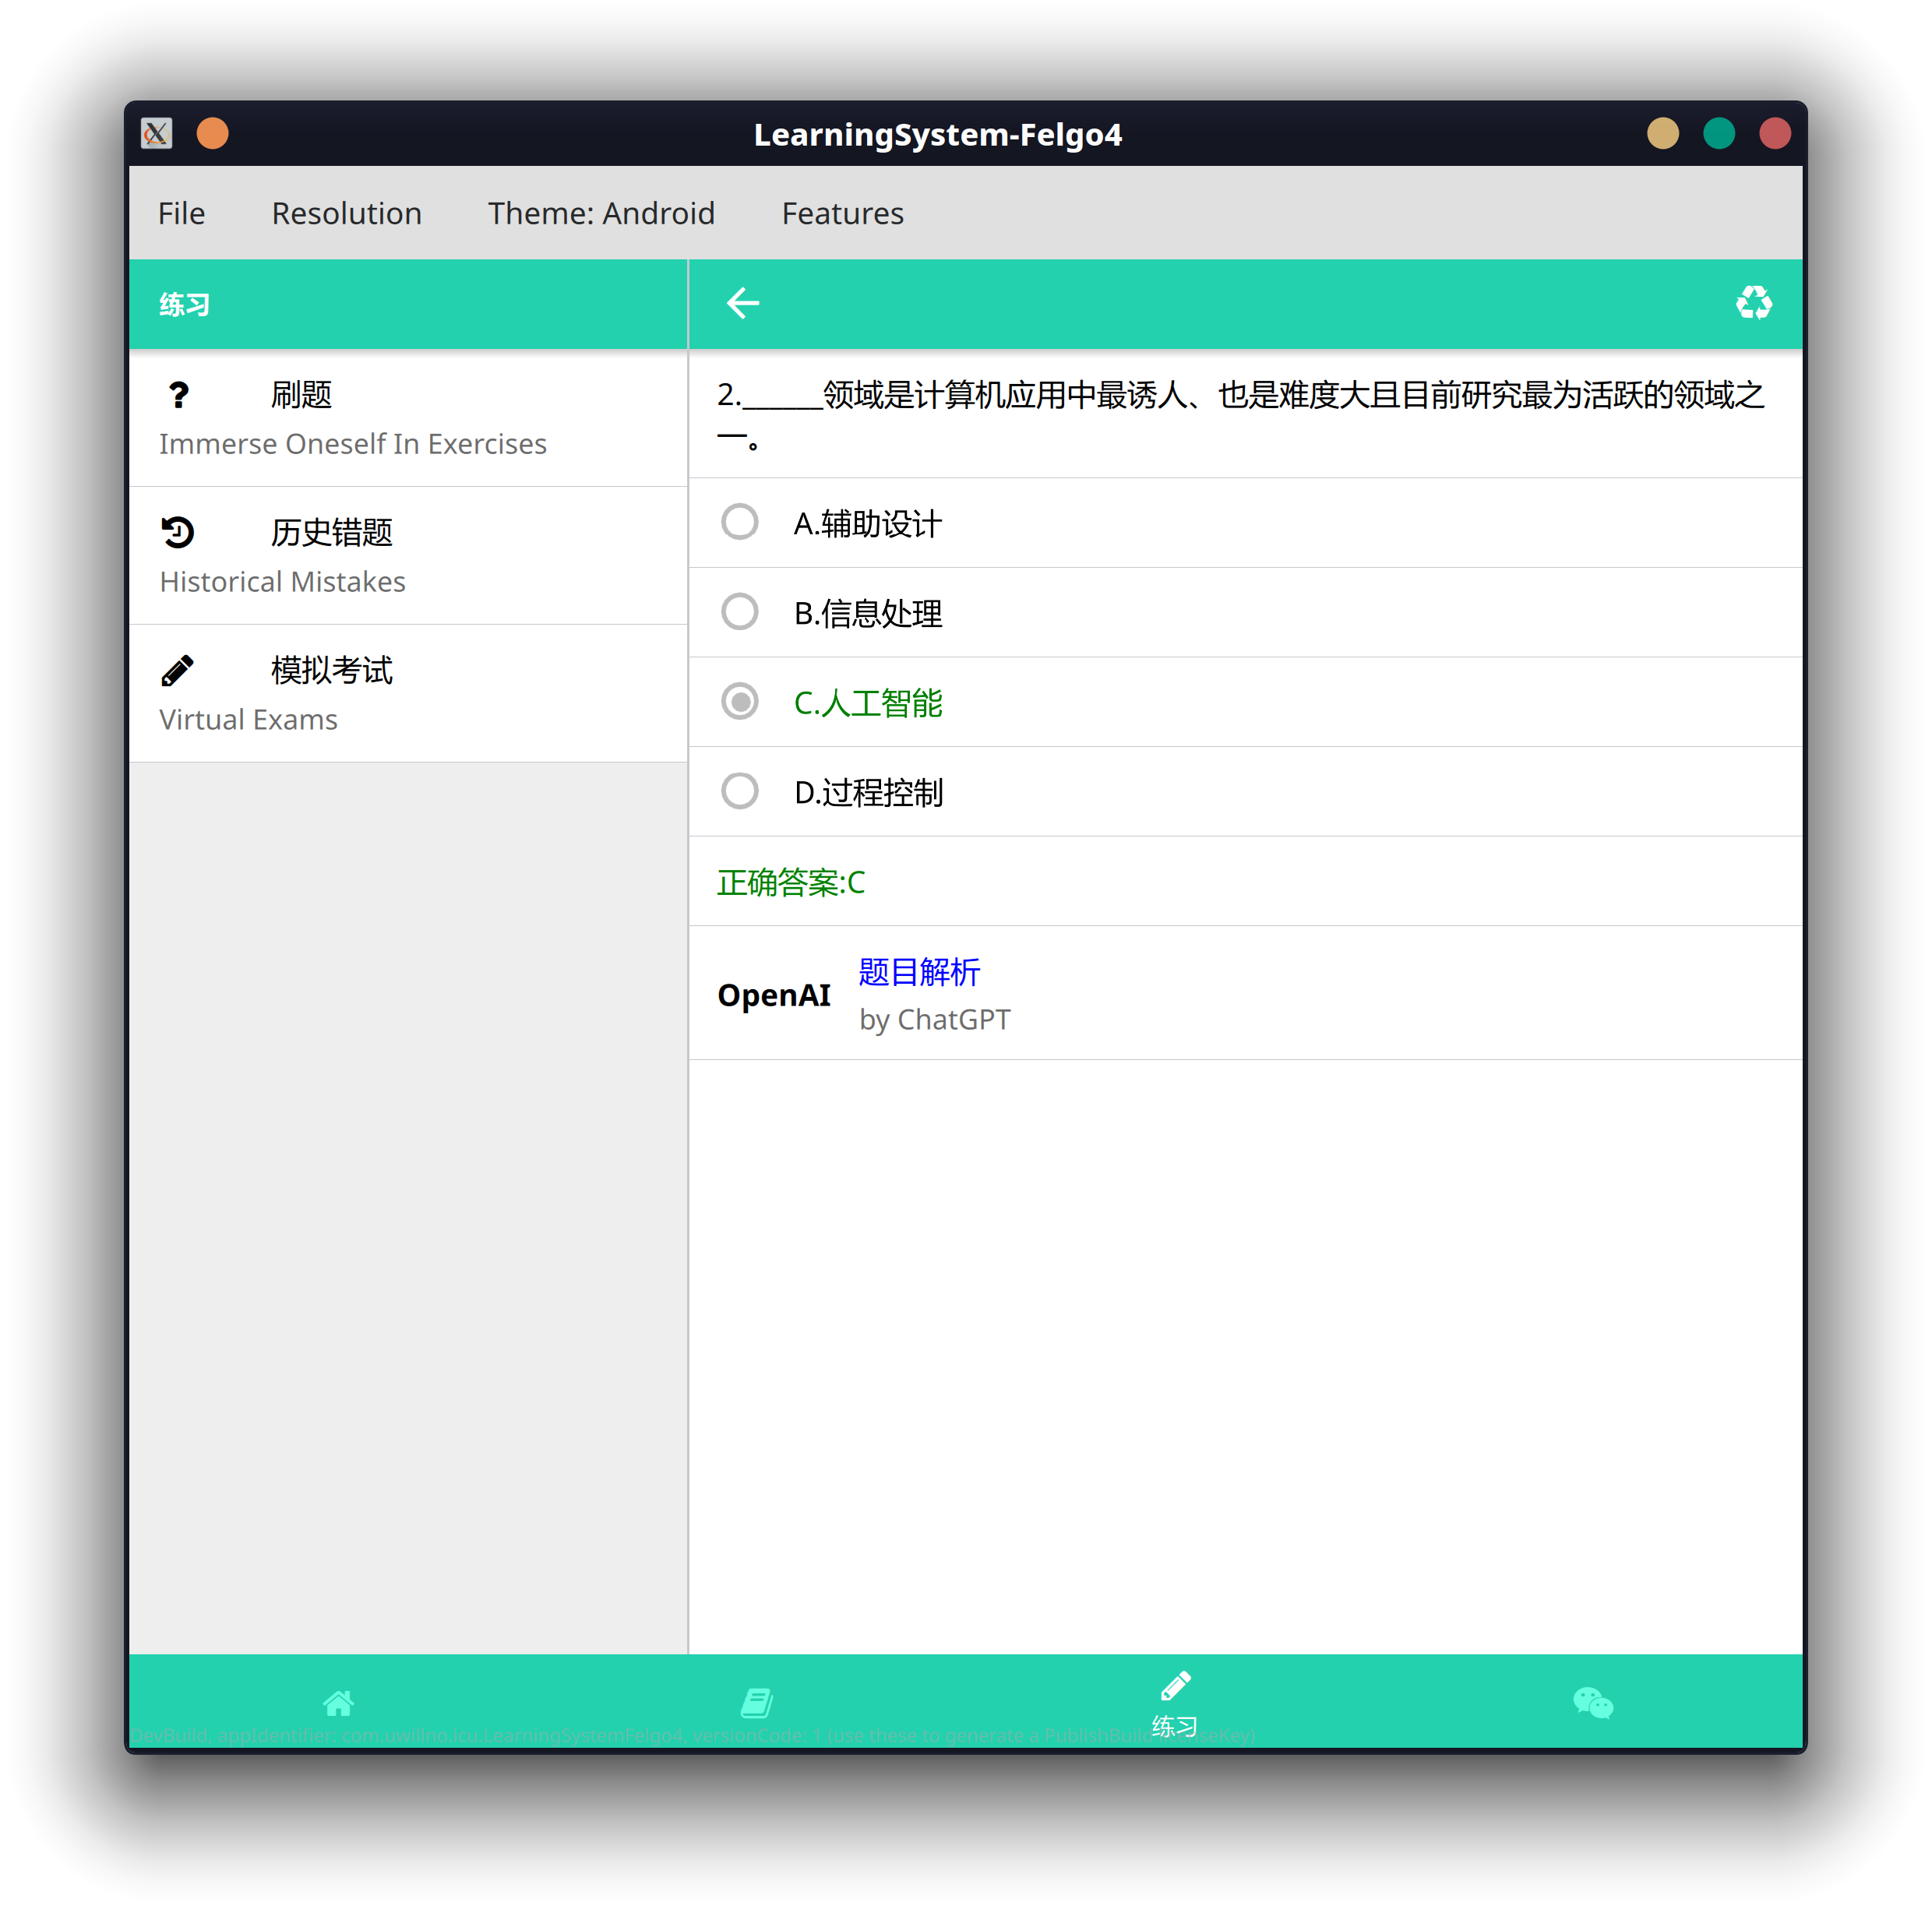 LearningSystem-Felgo4
File Resolution Theme: Android Features
练习
刷题
Immerse Oneself In Exercises
历史错题
Historical Mistakes
模拟考试
Virtual Exams
2.______领域是计算机应用中最诱人、也是难度大且目前研究最为活跃的领域之
一。
A.辅助设计
B.信息处理
C.人工智能
D.过程控制
正确答案:C
OpenAI
题目解析
by ChatGPT
练习
DevBuild, appIdentifier: com.uwillno.icu.LearningSystemFelgo4, versionCode: 1 (use these to generate a PublishBuild